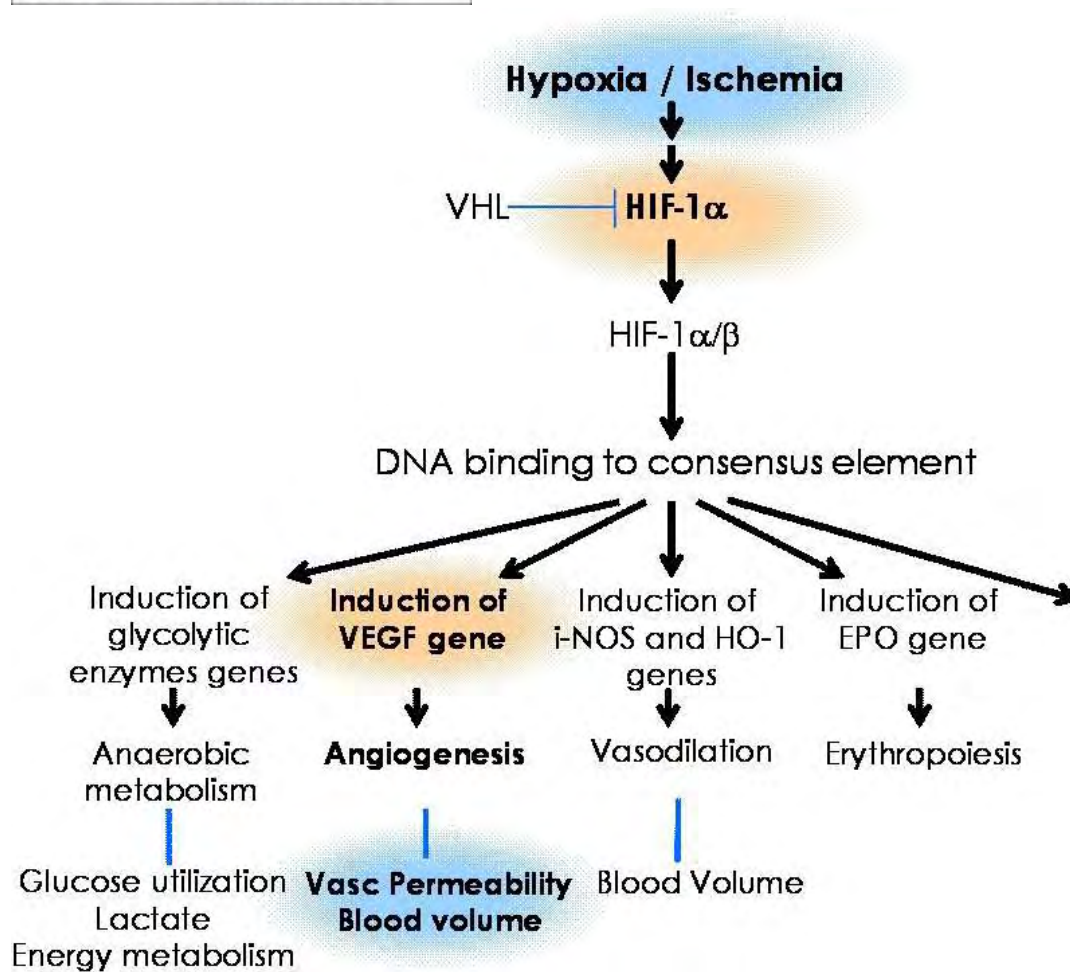 Hypoxia / Ischemia
VHL
HIF-1α
HIF-1α/β
DNA binding to consensus element
Induction of
glycolytic
enzymes genes
Induction of
VEGF gene
Induction of
i-NOS and HO-1
genes
Induction of
EPO gene
Anaerobic
metabolism
Angiogenesis
Vasodilation
Erythropoiesis
Glucose utilization
Lactate
Energy metabolism
Vasc Permeability
Blood volume
Blood Volume